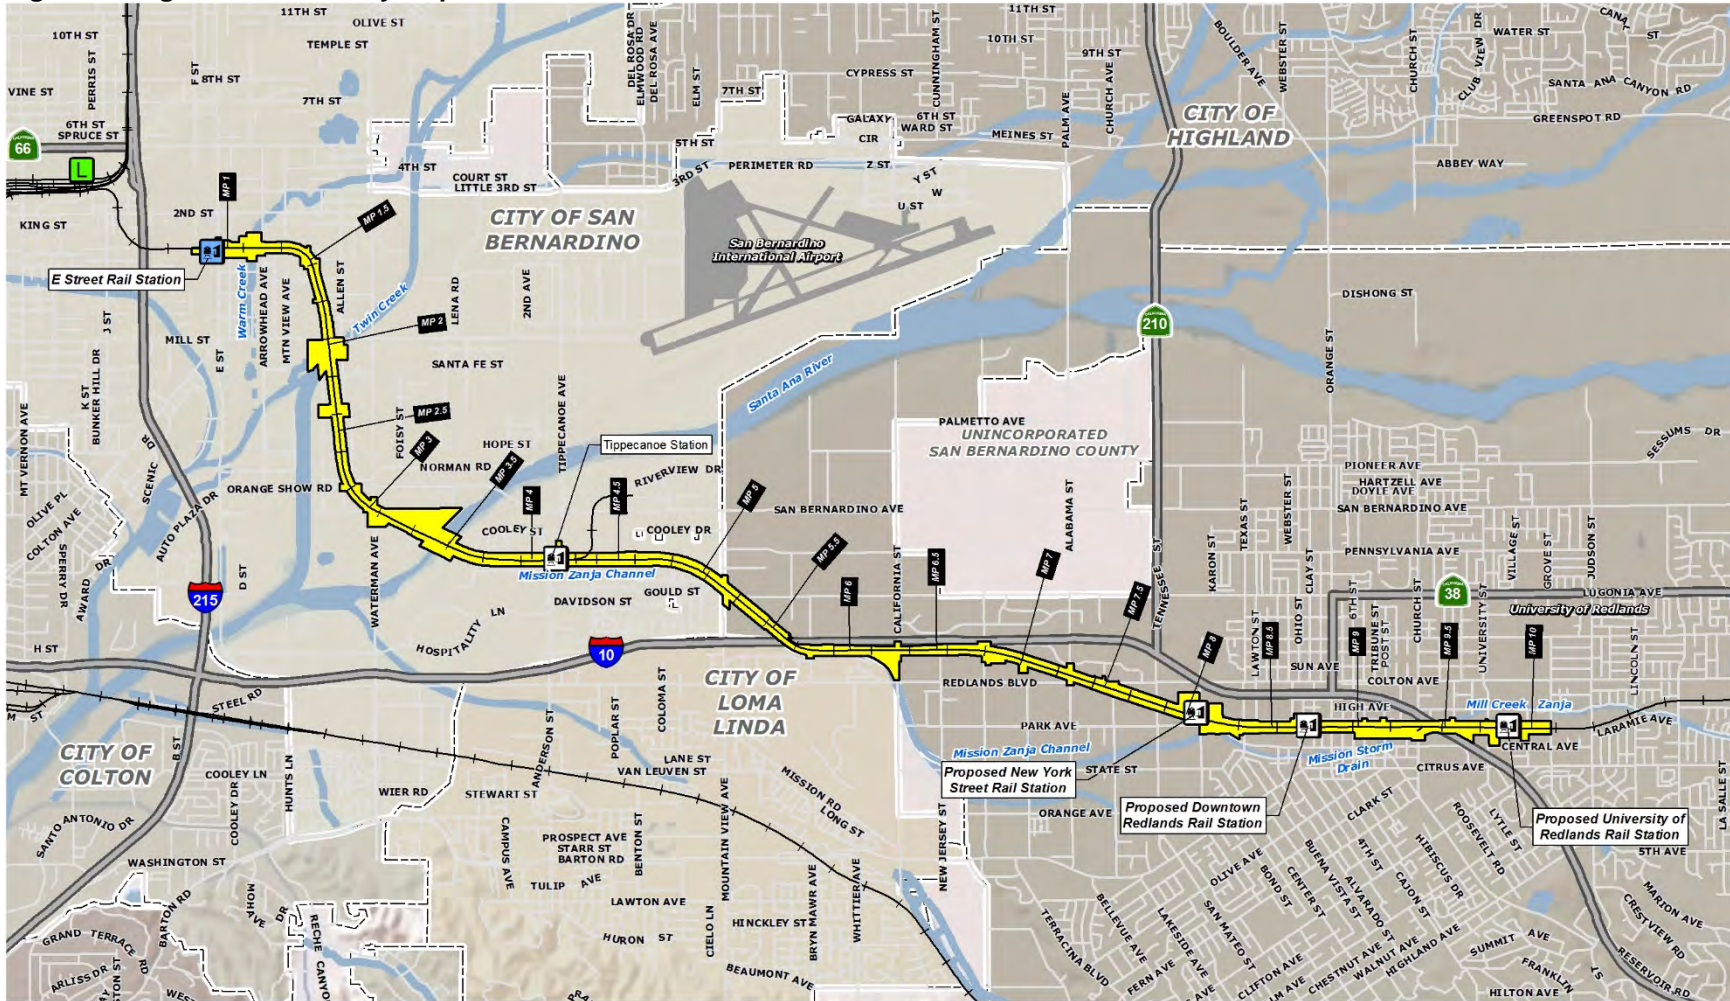 11TH ST
OLIVE ST
10TH ST
TEMPLE ST
PERRIS ST
F ST
8TH ST
VINE ST
7TH ST
6TH ST
SPRUCE ST
66
L
4TH ST
COURT ST
LITTLE 3RD ST
DEL ROSA DR
ELMWOOD RD
DEL ROSA AVE
ELM ST
7TH ST
5TH ST
3RD ST
PERIMETER RD
CYPRESS ST
CUNNINGHAM ST
11TH ST
10TH ST
9TH ST
GALAXY
CIR
6TH ST
WARD ST
MEINES ST
Z ST
Y ST
W
U ST
PALM AVE
CHURCH AVE
BOULDER AVE
WEBSTER ST
CHURCH ST
CLUB VIEW DR
WATER ST
SANTA ANA CANYON RD
GREENSPOT RD
ABBEY WAY
CITY OF
HIGHLAND
CITY OF SAN
BERNARDINO
San Bernardino
International Airport
KING ST
2ND ST
MP 1
MP 1.5
E Street Rail Station
Warm Creek
ARROWHEAD AVE
MTN VIEW AVE
ALLEN ST
Twin Creek
LENA RD
2ND AVE
J ST
MILL ST
E ST
MP 2
SANTA FE ST
K ST
BUNKER HILL DR
MT VERNON AVE
MP 2.5
FOISY ST
MP 3
HOPE ST
NORMAN RD
MP 3.5
TIPPECANOE AVE
Tippecanoe Station
RIVERVIEW DR
Santa Ana River
DISHONG ST
ORANGE ST
210
PALMETTO AVE
UNINCORPORATED
SAN BERNARDINO COUNTY
SESSUMS DR
SCENIC DR
OLIVE PL
COLTON AVE
SPERRY DR
AWARD DR
AUTO PLAZA DR
ORANGE SHOW RD
WATERMAN AVE
D ST
COOLEY ST
MP 4
MP 4.5
COOLEY DR
MP 5
SAN BERNARDINO AVE
MP 5.5
MP 6
CALIFORNIA ST
MP 6.5
MP 7
ALABAMA ST
MP 7.5
TENNESSEE ST
MP 8
KARON ST
TEXAS ST
WEBSTER ST
PIONEER AVE
HARTZELL AVE
DOYLE AVE
SAN BERNARDINO AVE
PENNSYLVANIA AVE
VILLAGE ST
GROVE ST
JUDSON ST
CLAY ST
OHIO ST
LAWTON ST
MP 8.5
6TH ST
MP 9
TRIBUNE ST
POST ST
CHURCH ST
38
MP 9.5
UNIVERSITY ST
MP 10
LUGONIA AVE
University of Redlands
LINCOLN ST
SUN AVE
COLTON AVE
HIGH AVE
Mill Creek Zanja
LARAMIE AVE
CENTRAL AVE
CITRUS AVE
Mission Zanja Channel
GOULD ST
DAVIDSON ST
HOSPITALITY LN
215
10
H ST
M ST
STEEL RD
CITY OF
LOMA
LINDA
REDLANDS BLVD
PARK AVE
Mission Zanja Channel
STATE ST
Mission Storm
Drain
Proposed New York
Street Rail Station
Proposed Downtown
Redlands Rail Station
Proposed University of
Redlands Rail Station
ORANGE AVE
5TH AVE
LA SALLE ST
CITY OF
COLTON
B ST
COOLEY LN
COOLEY DR
HUNTS LN
WIER RD
SANTO ANTONIO DR
WASHINGTON ST
ANDERSON ST
POPLAR ST
COLOMA ST
LANE ST
VAN LEUVEN ST
STEWART ST
MISSION RD
LONG ST
CAMPUS AVE
PROSPECT AVE
STARR ST
BARTON RD
BENTON ST
MOUNTAIN VIEW AVE
TULIP AVE
LAWTON AVE
HURON ST
CIELO LN
HINCKLEY ST
BRYN MAWR AVE
WHITTIER AVE
NEW JERSEY ST
BEAUMONT AVE
BARTON RD
MOHAVE DR
GRAND TERRACE RD
ARLISS DR
RECHE CANYON
TERRACINA BLVD
BELLEVUE AVE
FERN AVE
LAKESIDE AVE
SAN MATEO ST
OLIVE AVE
BOND ST
CENTER ST
BUENA VISTA ST
CLARK ST
4TH ST
ALVARADO ST
CAJON ST
HIBISCUS DR
ROOSEVELT RD
LYTLE ST
CLIFTON AVE
CHESTNUT AVE
WALNUT AVE
HIGHLAND AVE
SUMMIT AVE
FRANKLIN
HILTON AVE
RESERVOIR RD
MARION AVE
CRESTVIEW RD